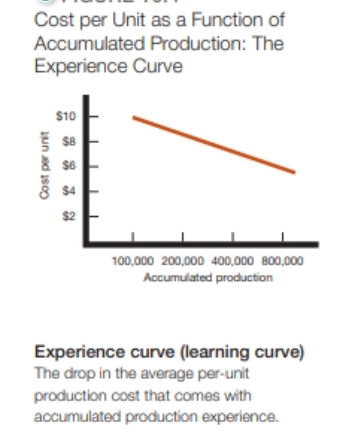 Cost per Unit as a Function of
Accumulated Production: The
Experience Curve
Cost per unit
$10
$8
$6
$4
$2
100,000 200,000 400,000 800,000
Accumulated production
Experience curve (learning curve)
The drop in the average per-unit
production cost that comes with
accumulated production experience.